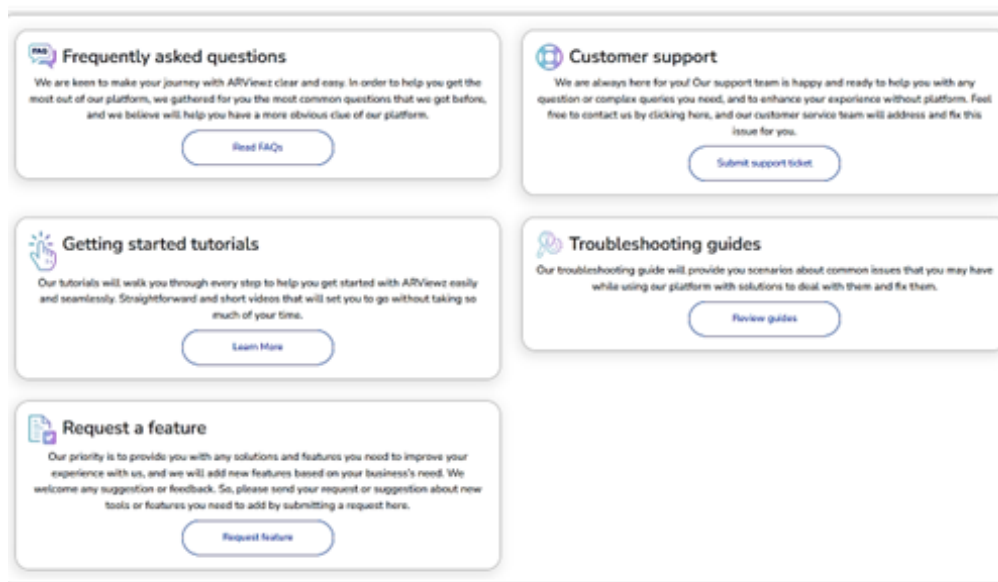 FAQ
Frequently asked questions
We are keen to make your journey with ARViewz clear and easy. In order to help you get the
most out of our platform, we gathered for you the most common questions that we got before,
and we believe will help you have a more obvious clue of our platform.
Read FAQs
Customer support
We are always here for you! Our support team is happy and ready to help you with any
question or complex queries you need, and to enhance your experience without platform. Feel
free to contact us by clicking here, and our customer service team will address and fix this
issue for you.
Submit support ticket
Getting started tutorials
Our tutorials will walk you through every step to help you get started with ARViewz easily
and seamlessly. Straightforward and short videos that will set you to go without taking so
much of your time.
Learn More
Troubleshooting guides
Our troubleshooting guide will provide you scenarios about common issues that you may have
while using our platform with solutions to deal with them and fix them.
Review guides
Request a feature
Our priority is to provide you with any solutions and features you need to improve your
experience with us, and we will add new features based on your business's need. We
welcome any suggestion or feedback. So, please send your request or suggestion about new
tools or features you need to add by submitting a request here.
Request feature